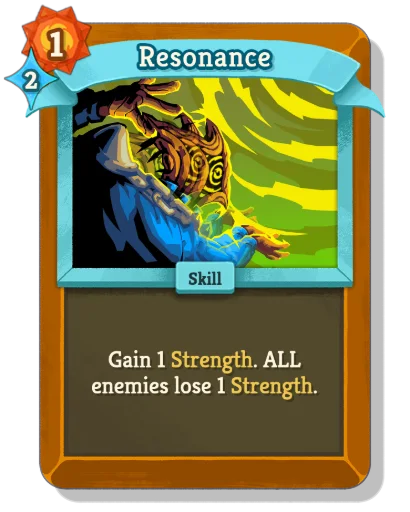 1
2
Resonance
Skill
Gain 1 Strength. ALL
enemies lose 1 Strength.